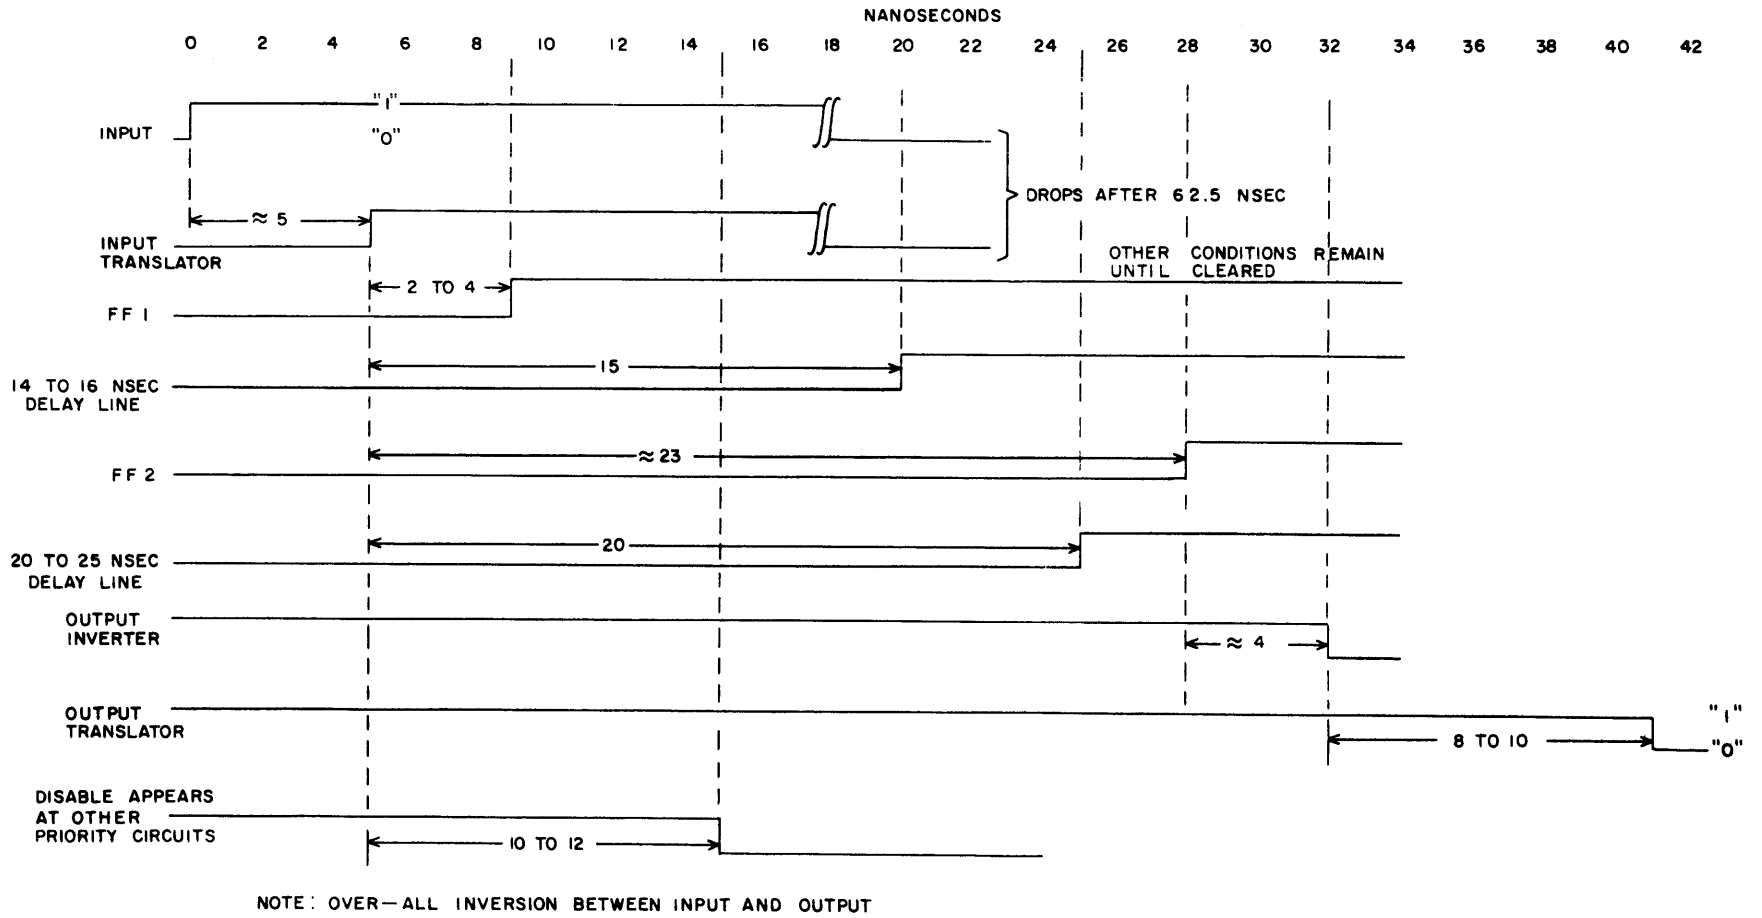 NANOSECONDS
0 2 4 6 8 10 12 14 16 18 20 22 24 26 28 30 32 34 36 38 40 42
"1"
INPUT
"0"
DROPS AFTER 62.5 NSEC
≈ 5
INPUT
TRANSLATOR
OTHER CONDITIONS REMAIN
UNTIL CLEARED
2 TO 4
FF 1
15
14 TO 16 NSEC
DELAY LINE
≈ 23
FF 2
20
20 TO 25 NSEC
DELAY LINE
OUTPUT
INVERTER
≈ 4
OUTPUT
TRANSLATOR
"1"
8 TO 10
"0"
DISABLE APPEARS
AT OTHER
PRIORITY CIRCUITS
10 TO 12
NOTE: OVER-ALL INVERSION BETWEEN INPUT AND OUTPUT